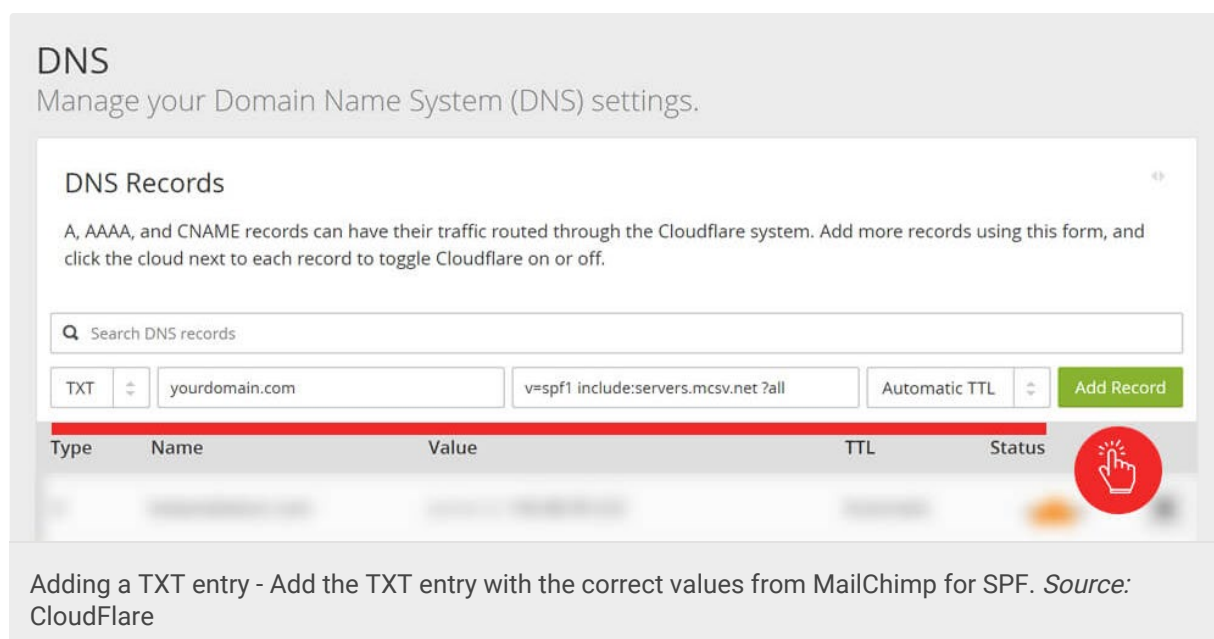 DNS
Manage your Domain Name System (DNS) settings.
DNS Records
A, AAAA, and CNAME records can have their traffic routed through the Cloudflare system. Add more records using this form, and
click the cloud next to each record to toggle Cloudflare on or off.
Search DNS records
TXT yourdomain.com v=spf1 include:servers.mcsv.net ?all Automatic TTL Add Record
Type Name Value TTL Status
Adding a TXT entry - Add the TXT entry with the correct values from MailChimp for SPF. Source:
CloudFlare